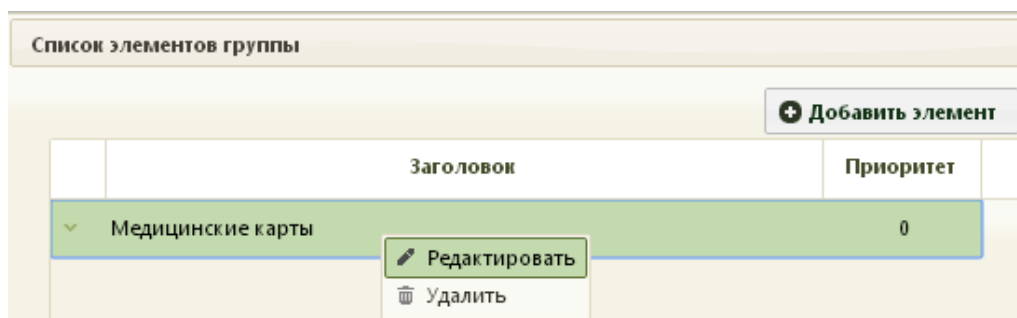 Список элементов группы
Добавить элемент
Заголовок Приоритет
Медицинские карты 0
Редактировать
Удалить